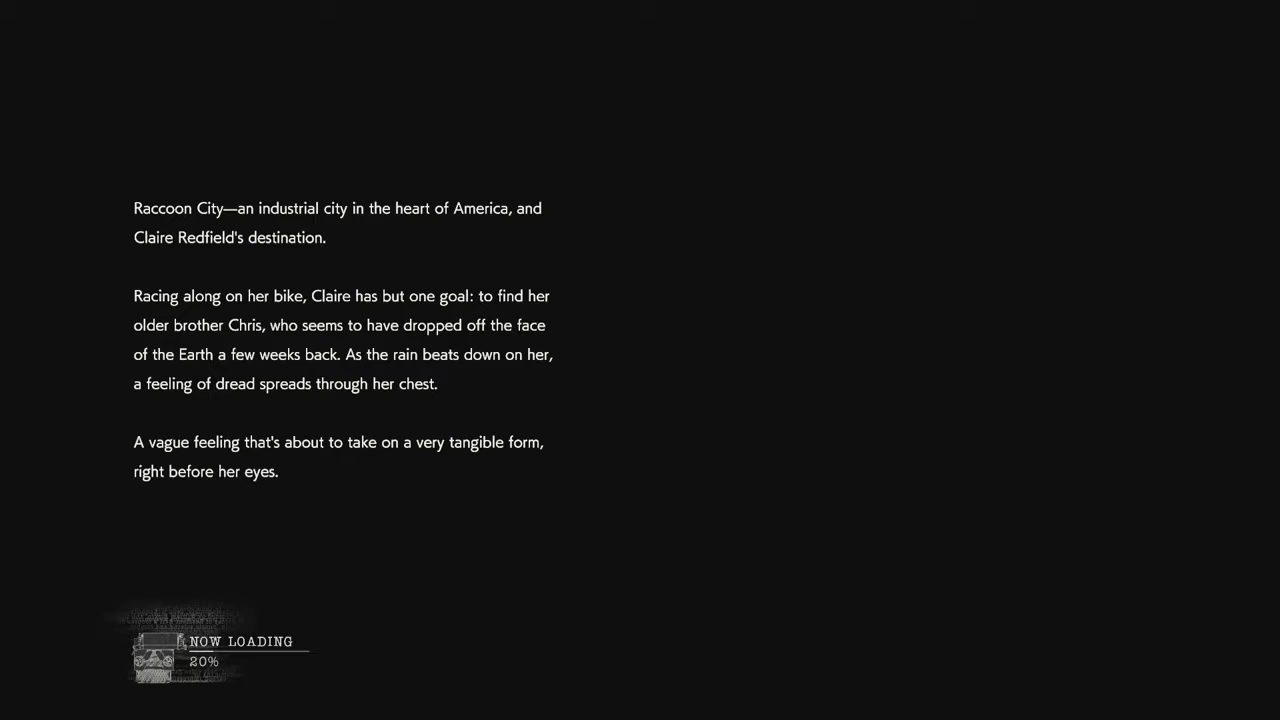 Raccoon City—an industrial city in the heart of America, and
Claire Redfield's destination.
Racing along on her bike, Claire has but one goal: to find her
older brother Chris, who seems to have dropped off the face
of the Earth a few weeks back. As the rain beats down on her,
a feeling of dread spreads through her chest.
A vague feeling that's about to take on a very tangible form,
right before her eyes.
NOW LOADING
20%